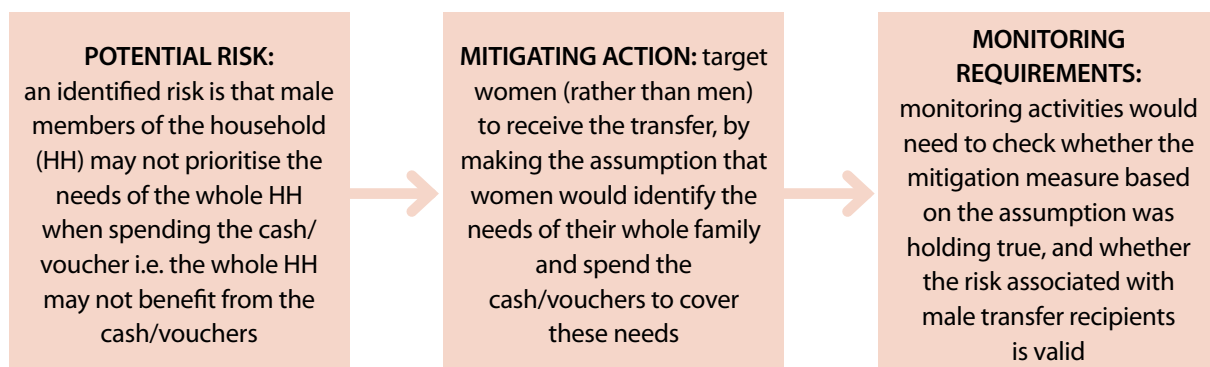 POTENTIAL RISK:
an identified risk is that male
members of the household
(HH) may not prioritise the
needs of the whole HH
when spending the cash/
voucher i.e. the whole HH
may not benefit from the
cash/vouchers
MITIGATING ACTION: target
women (rather than men)
to receive the transfer, by
making the assumption that
women would identify the
needs of their whole family
and spend the
cash/vouchers to cover
these needs
MONITORING
REQUIREMENTS:
monitoring activities would
need to check whether the
mitigation measure based
on the assumption was
holding true, and whether
the risk associated with
male transfer recipients
is valid